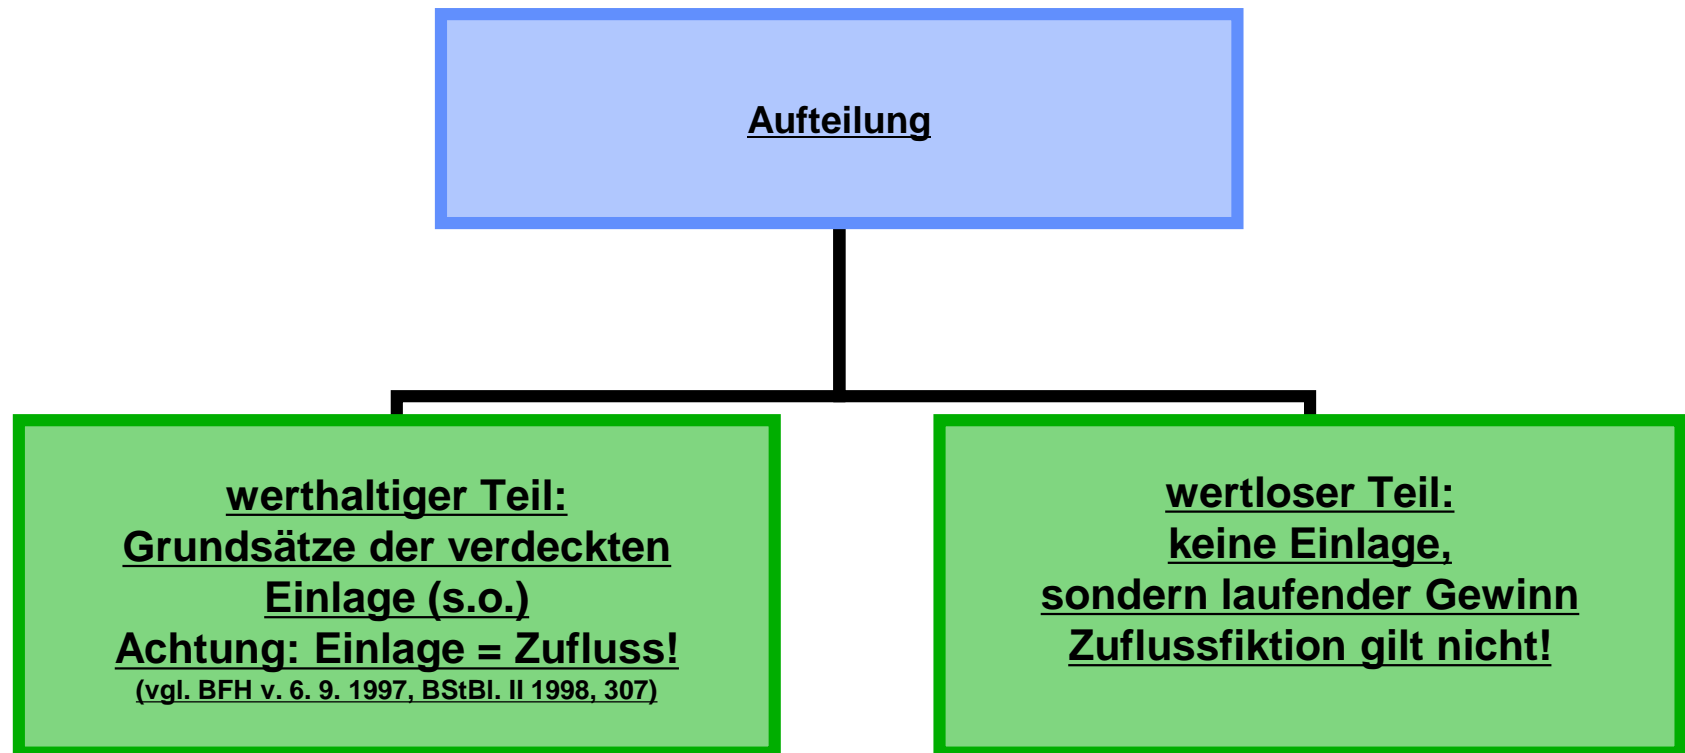 Aufteilung
werthaltiger Teil:
Grundsätze der verdeckten
Einlage (s.o.)
Achtung: Einlage = Zufluss!
(vgl. BFH v. 6. 9. 1997, BStBl. II 1998, 307)
wertloser Teil:
keine Einlage,
sondern laufender Gewinn
Zuflussfiktion gilt nicht!